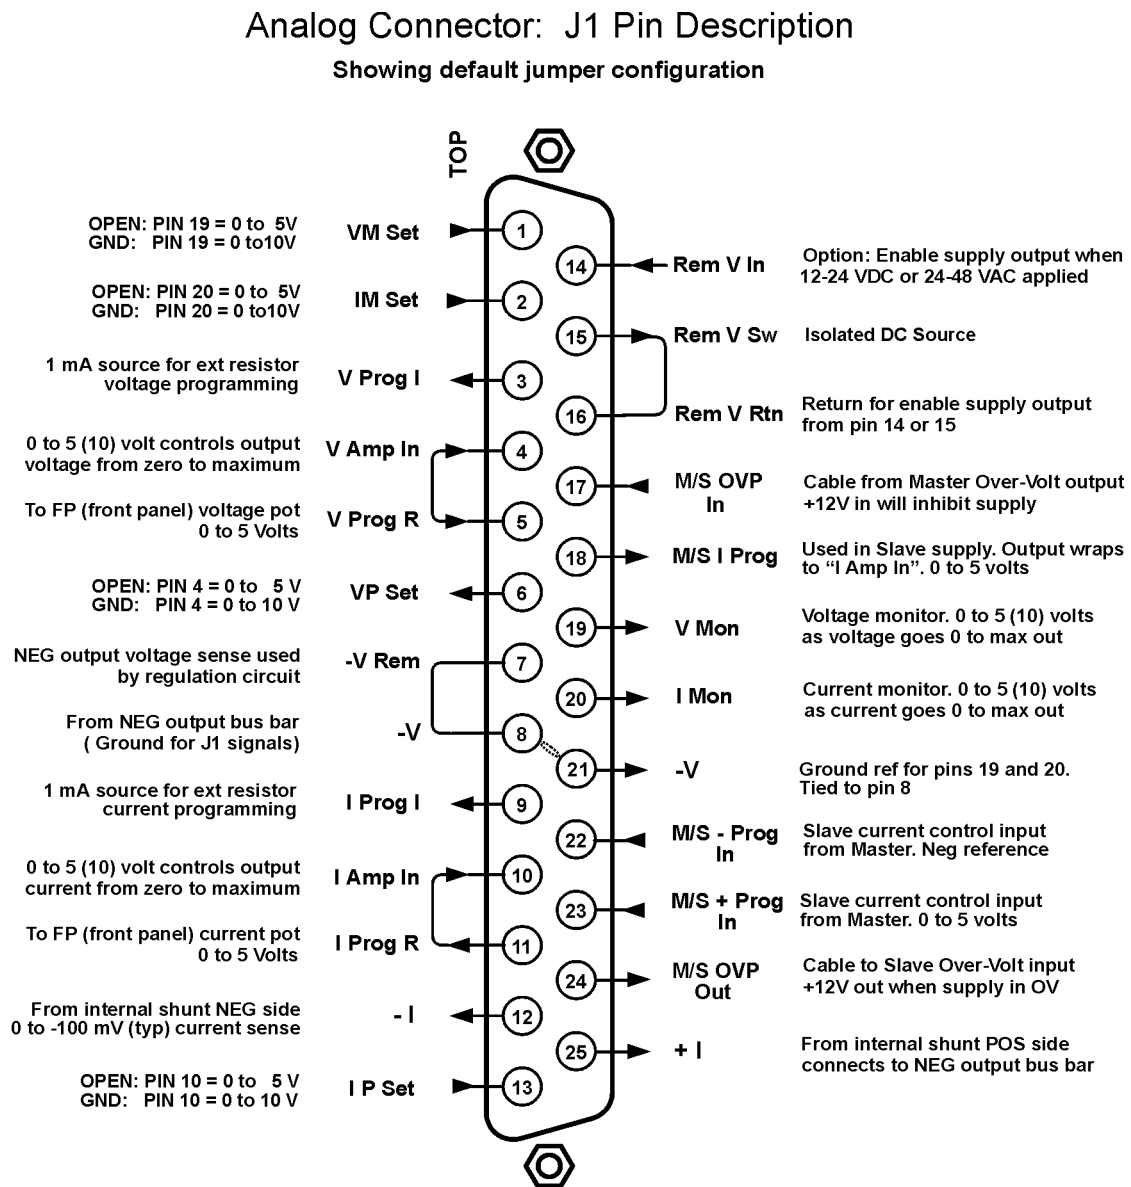 Analog Connector: J1 Pin Description
Showing default jumper configuration
TOP
OPEN: PIN 19 = 0 to 5V
GND: PIN 19 = 0 to10V
VM Set
1
OPEN: PIN 20 = 0 to 5V
GND: PIN 20 = 0 to10V
IM Set
2
1 mA source for ext resistor
voltage programming
V Prog I
3
0 to 5 (10) volt controls output
voltage from zero to maximum
V Amp In
4
To FP (front panel) voltage pot
0 to 5 Volts
V Prog R
5
OPEN: PIN 4 = 0 to 5 V
GND: PIN 4 = 0 to 10 V
VP Set
6
NEG output voltage sense used
by regulation circuit
-V Rem
7
From NEG output bus bar
( Ground for J1 signals)
-V
8
1 mA source for ext resistor
current programming
I Prog I
9
0 to 5 (10) volt controls output
current from zero to maximum
I Amp In
10
To FP (front panel) current pot
0 to 5 Volts
I Prog R
11
From internal shunt NEG side
0 to -100 mV (typ) current sense
- I
12
OPEN: PIN 10 = 0 to 5 V
GND: PIN 10 = 0 to 10 V
I P Set
13
14
Rem V In
Option: Enable supply output when
12-24 VDC or 24-48 VAC applied
15
Rem V Sw
Isolated DC Source
16
Rem V Rtn
Return for enable supply output
from pin 14 or 15
17
M/S OVP
In
Cable from Master Over-Volt output
+12V in will inhibit supply
18
M/S I Prog
Used in Slave supply. Output wraps
to “I Amp In”. 0 to 5 volts
19
V Mon
Voltage monitor. 0 to 5 (10) volts
as voltage goes 0 to max out
20
I Mon
Current monitor. 0 to 5 (10) volts
as current goes 0 to max out
21
-V
Ground ref for pins 19 and 20.
Tied to pin 8
22
M/S - Prog
In
Slave current control input
from Master. Neg reference
23
M/S + Prog
In
Slave current control input
from Master. 0 to 5 volts
24
M/S OVP
Out
Cable to Slave Over-Volt input
+12V out when supply in OV
25
+ I
From internal shunt POS side
connects to NEG output bus bar